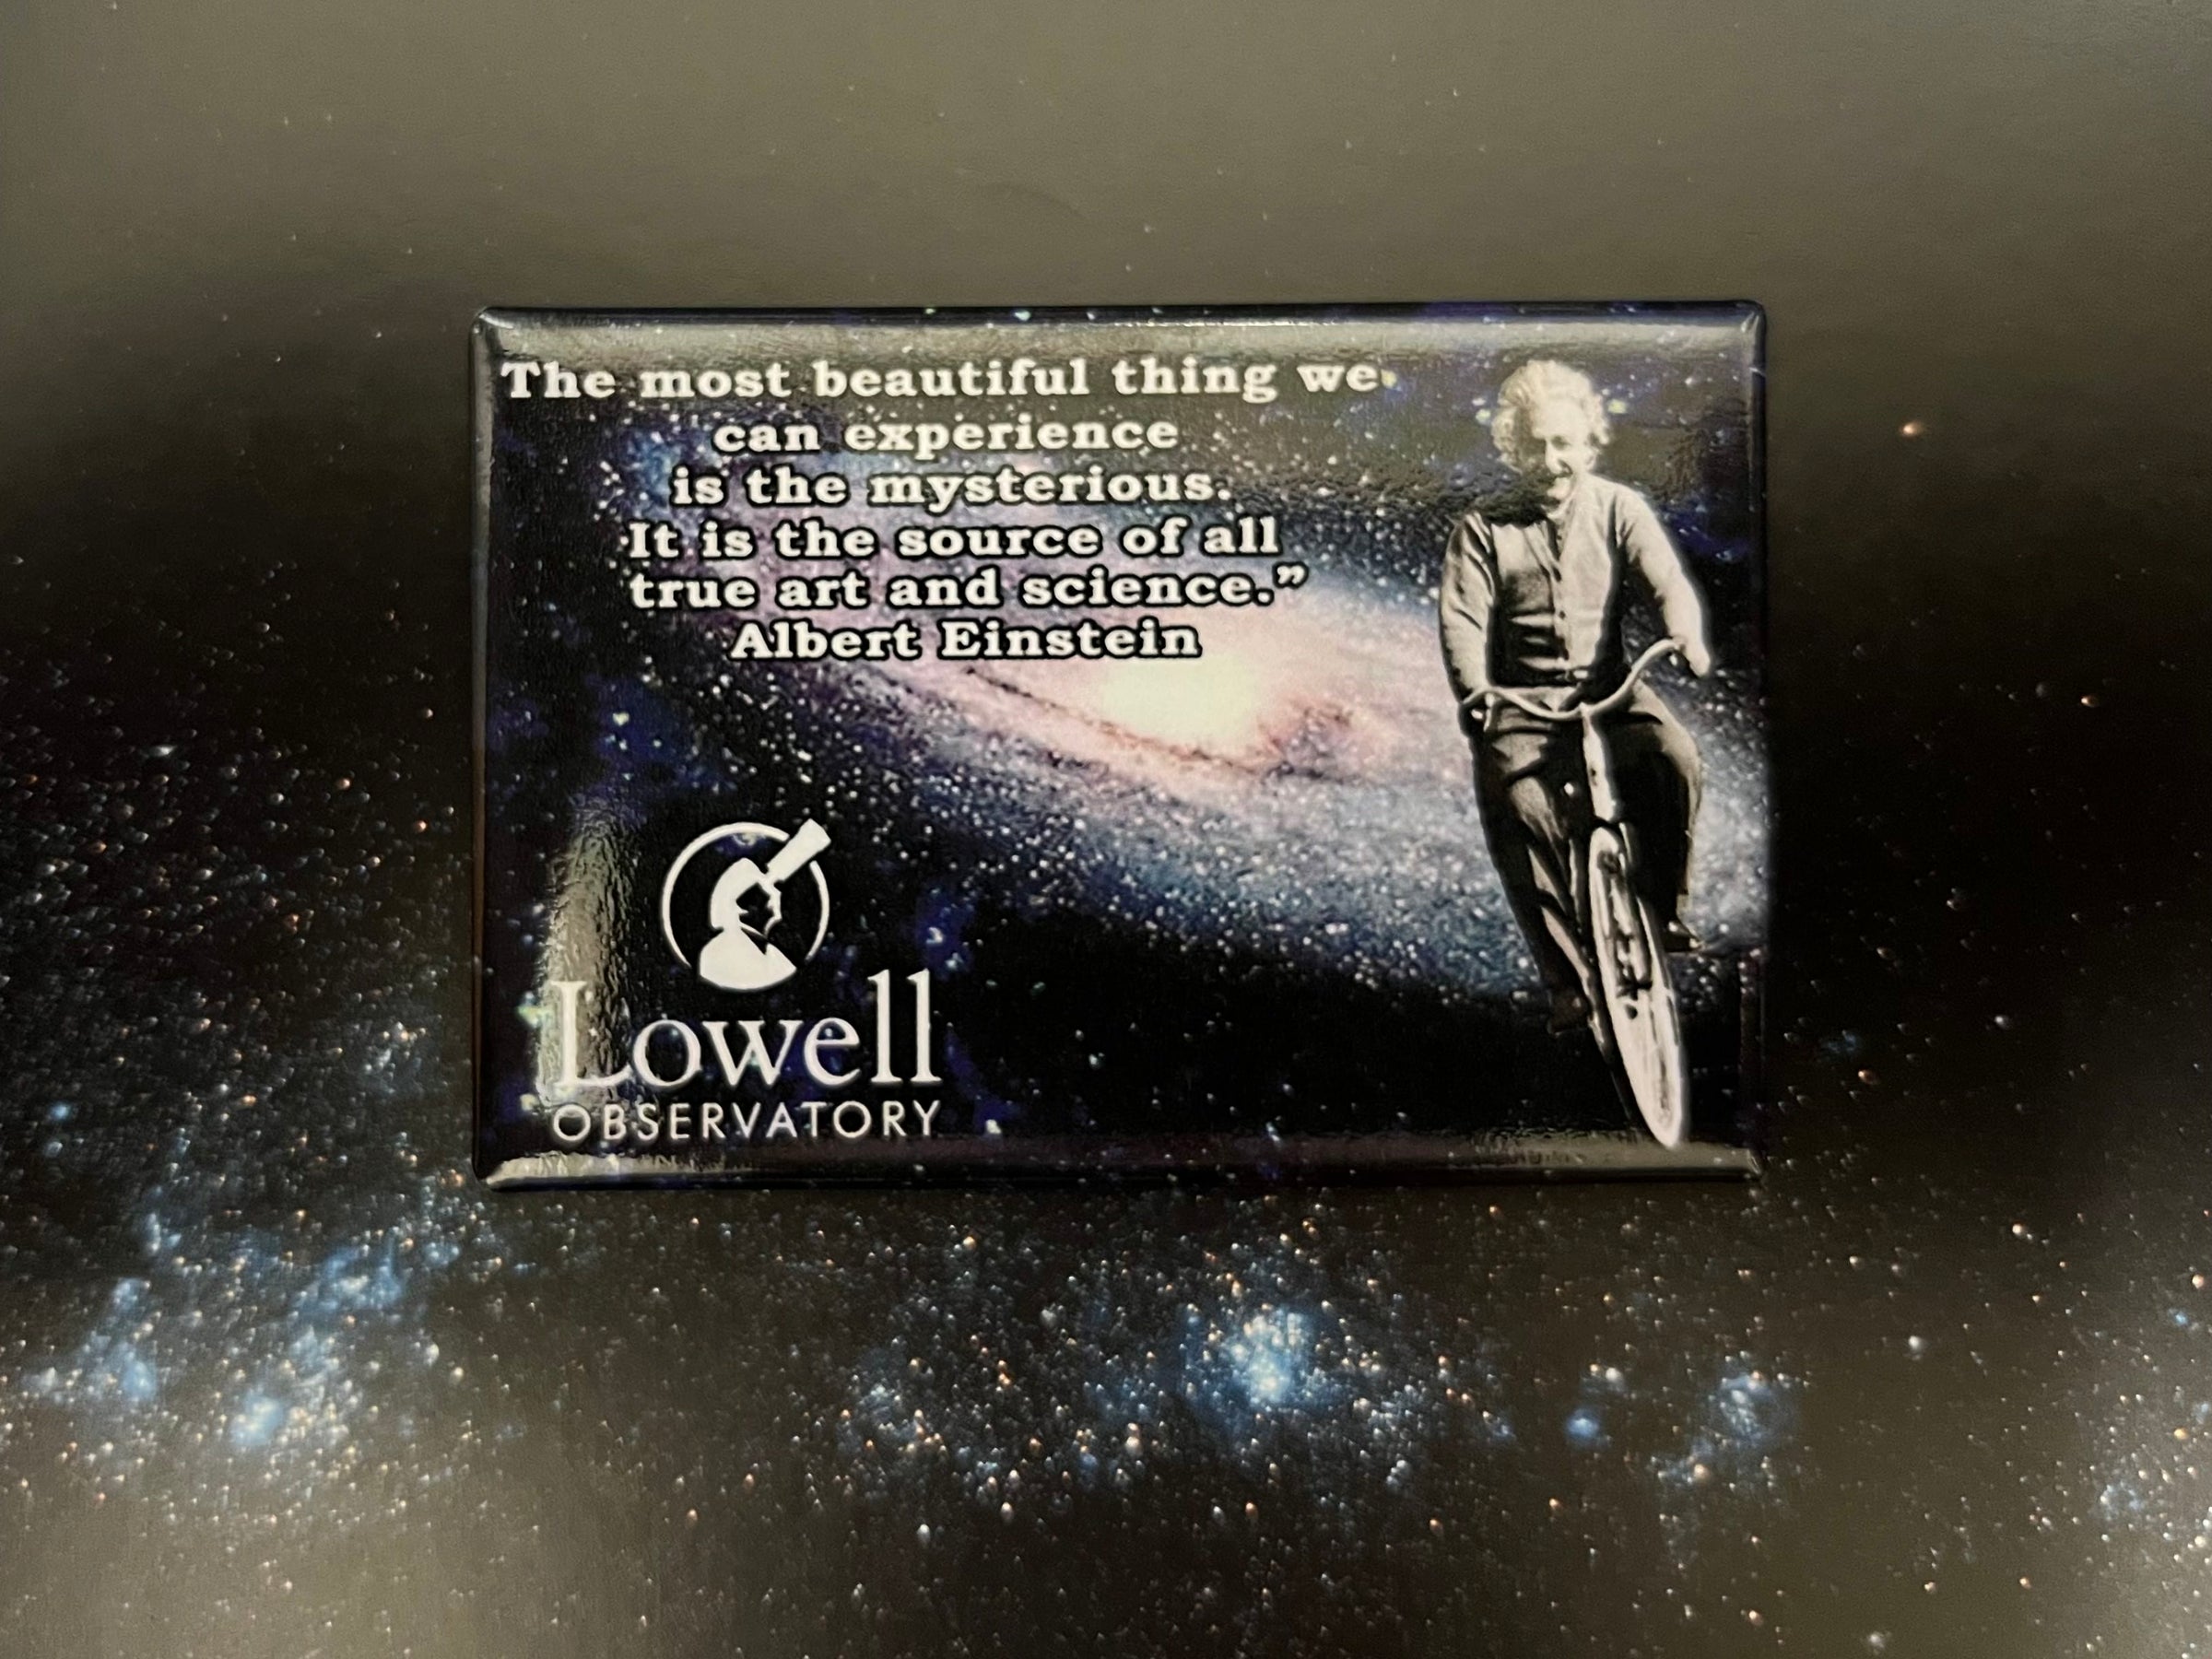 The most beautiful thing we
can experience
is the mysterious.
It is the source of all
true art and science.”
Albert Einstein
Lowell
OBSERVATORY